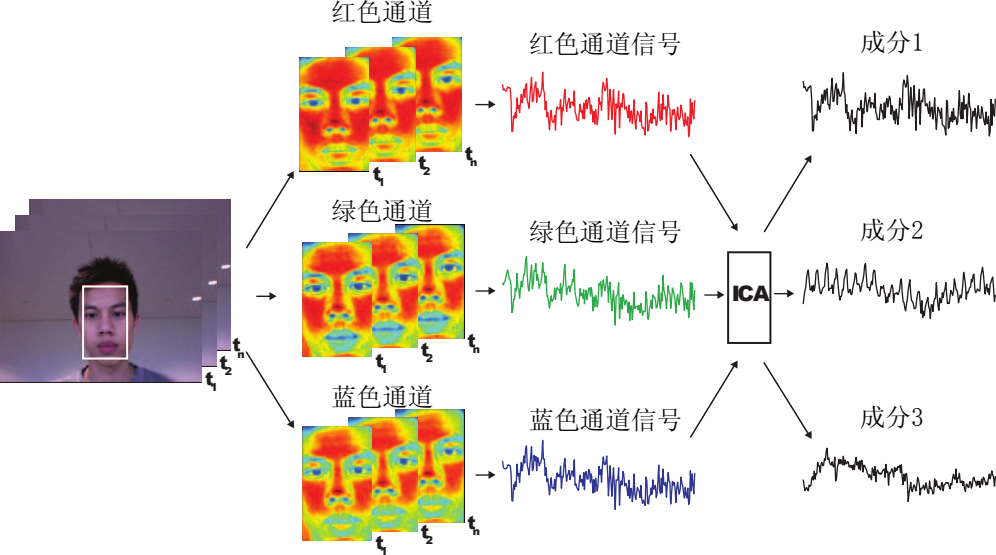 红色通道
t1
t2
tn
红色通道信号
成分1
绿色通道
t1
t2
tn
绿色通道信号
ICA
成分2
t1
t2
tn
蓝色通道
t1
t2
tn
蓝色通道信号
成分3